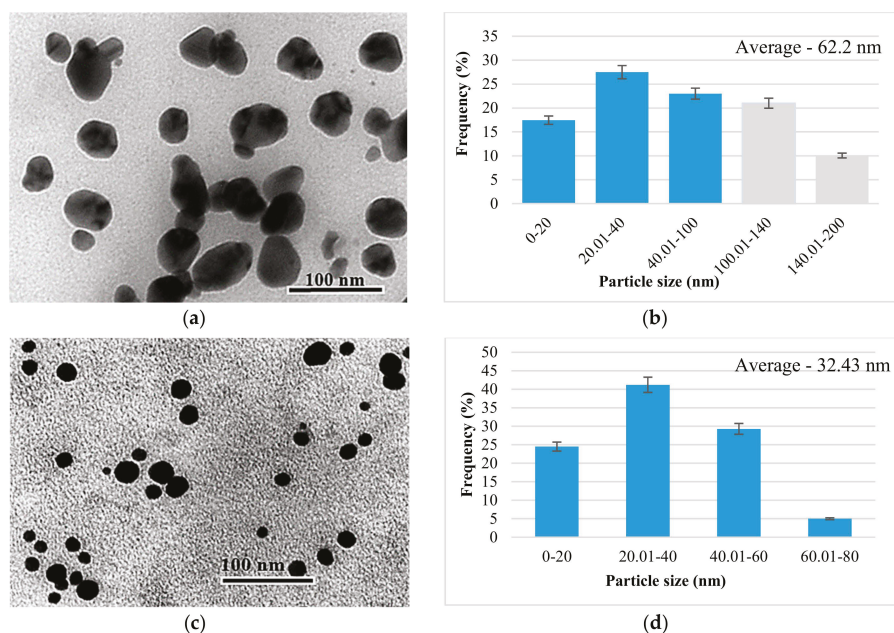 100 nm
(a)
Average - 62.2 nm
Frequency (%)
35
30
25
20
15
10
5
0
0-20
20.01-40
40.01-100
100.01-140
140.01-200
Particle size (nm)
(b)
100 nm
(c)
Average - 32.43 nm
Frequency (%)
50
45
40
35
30
25
20
15
10
5
0
0-20
20.01-40
40.01-60
60.01-80
Particle size (nm)
(d)